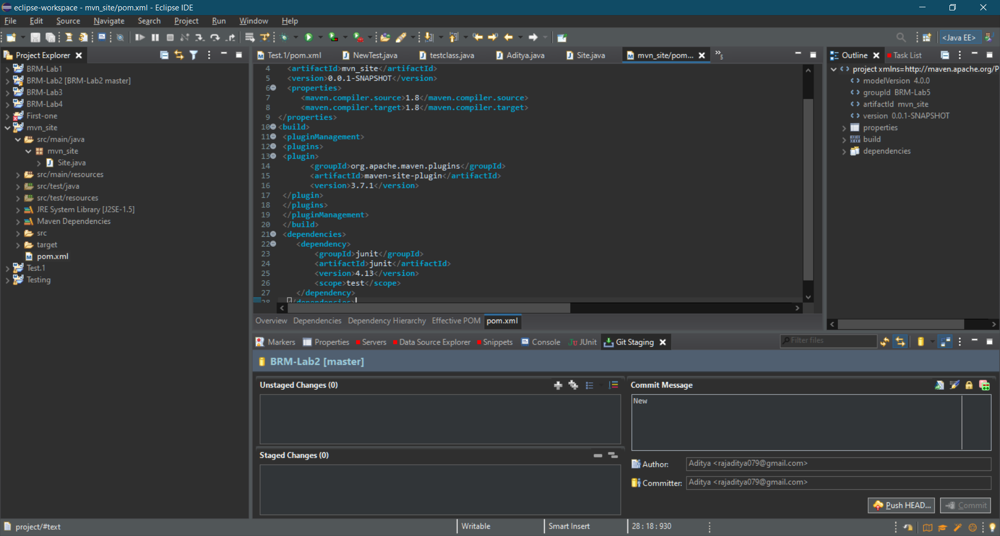 eclipse-workspace - mvn_site/pom.xml - Eclipse IDE
File Edit Source Navigate Search Project Run Window Help
<Java EE>
Project Explorer
BRM-Lab1
BRM-Lab2 [BRM-Lab2 master]
BRM-Lab3
BRM-Lab4
First-one
mvn_site
src/main/java
mvn_site
Site.java
src/main/resources
src/test/java
src/test/resources
JRE System Library [J2SE-1.5]
Maven Dependencies
src
target
pom.xml
Test.1
Testing
Test.1/pom.xml NewTest.java testclass.java Aditya.java Site.java mvn_site/pom... »5
4 <artifactId>mvn_site</artifactId>
5 <version>0.0.1-SNAPSHOT</version>
6 <properties>
7 <maven.compiler.source>1.8</maven.compiler.source>
8 <maven.compiler.target>1.8</maven.compiler.target>
9 </properties>
10 <build>
11 <pluginManagement>
12 <plugins>
13 <plugin>
14 <groupId>org.apache.maven.plugins</groupId>
15 <artifactId>maven-site-plugin</artifactId>
16 <version>3.7.1</version>
17 </plugin>
18 </plugins>
19 </pluginManagement>
20 </build>
21 <dependencies>
22 <dependency>
23 <groupId>junit</groupId>
24 <artifactId>junit</artifactId>
25 <version>4.13</version>
26 <scope>test</scope>
27 </dependency>
28 </dependencies>
Overview Dependencies Dependency Hierarchy Effective POM pom.xml
Outline Task List
project xmlns=http://maven.apache.org/P
modelVersion 4.0.0
groupId BRM-Lab5
artifactId mvn_site
version 0.0.1-SNAPSHOT
properties
build
dependencies
Markers Properties Servers Data Source Explorer Snippets Console Ju JUnit Git Staging
Filter files
BRM-Lab2 [master]
Unstaged Changes (0)
Staged Changes (0)
Commit Message
New
Author: Aditya <rajaditya079@gmail.com>
Committer: Aditya <rajaditya079@gmail.com>
Push HEAD... Commit
project/#text Writable Smart Insert 28 : 18 : 930